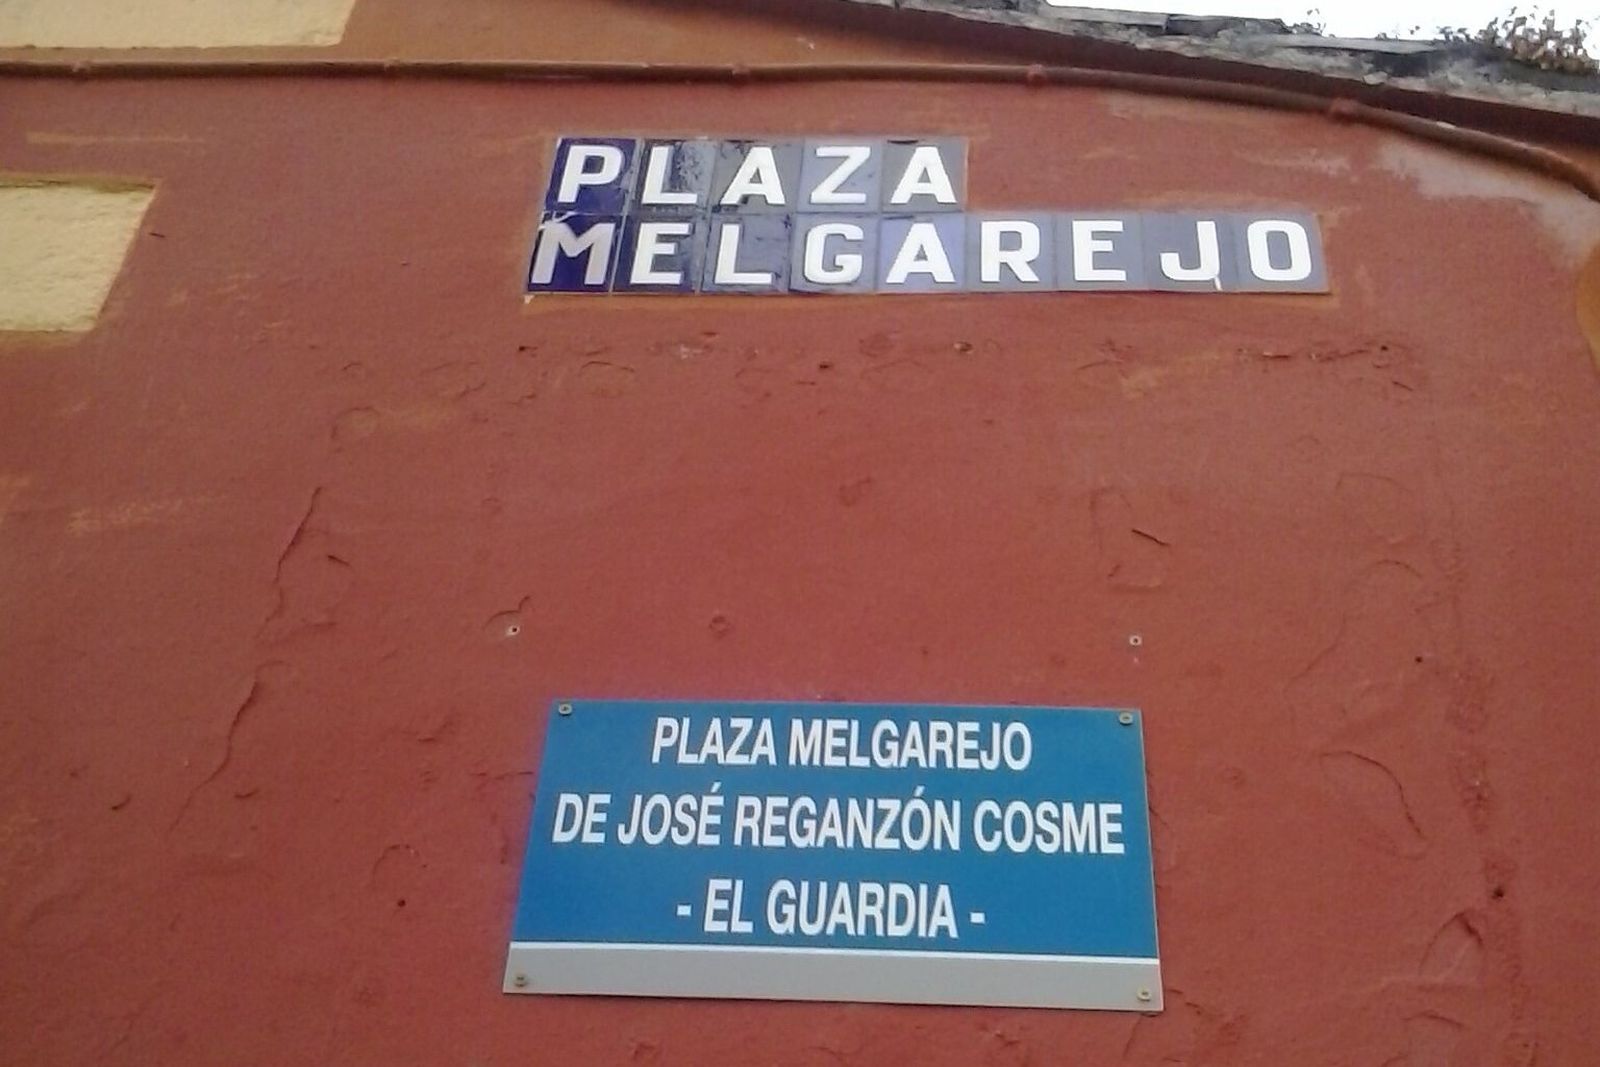 PLAZA
MELGAREJO
PLAZA MELGAREJO
DE JOSÉ REGANZÓN COSME
- EL GUARDIA -